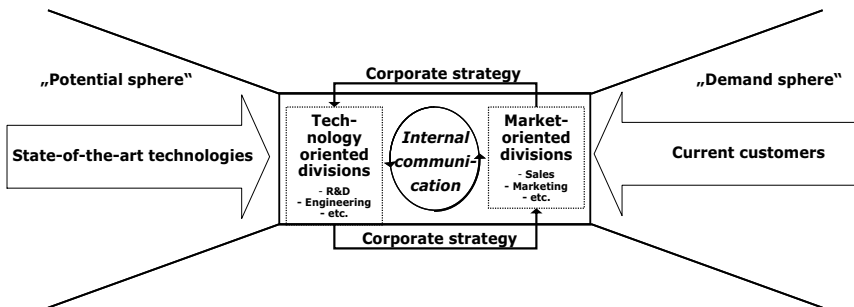 Corporate strategy
„Potential sphere“
„Demand sphere“
State-of-the-art technologies
Tech-
nology
oriented
divisions
- R&D
- Engineering
- etc.
Internal
communi-
cation
Market-
oriented
divisions
- Sales
- Marketing
- etc.
Current customers
Corporate strategy